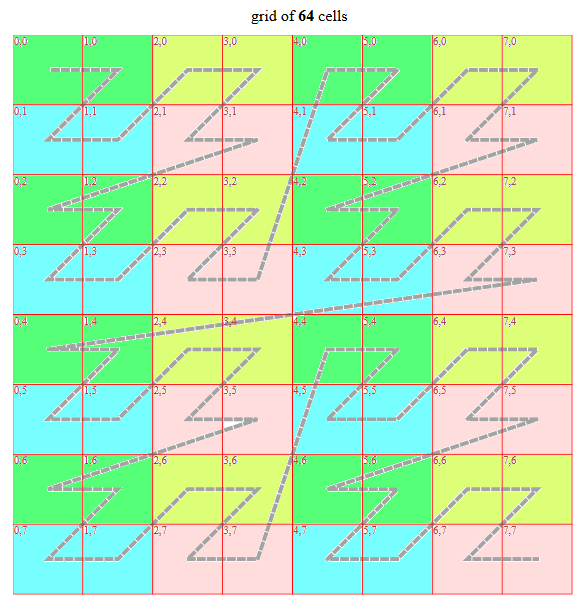 grid of 64 cells
0,0 1,0 2,0 3,0 4,0 5,0 6,0 7,0
0,1 1,1 2,1 3,1 4,1 5,1 6,1 7,1
0,2 1,2 2,2 3,2 4,2 5,2 6,2 7,2
0,3 1,3 2,3 3,3 4,3 5,3 6,3 7,3
0,4 1,4 2,4 3,4 4,4 5,4 6,4 7,4
0,5 1,5 2,5 3,5 4,5 5,5 6,5 7,5
0,6 1,6 2,6 3,6 4,6 5,6 6,6 7,6
0,7 1,7 2,7 3,7 4,7 5,7 6,7 7,7